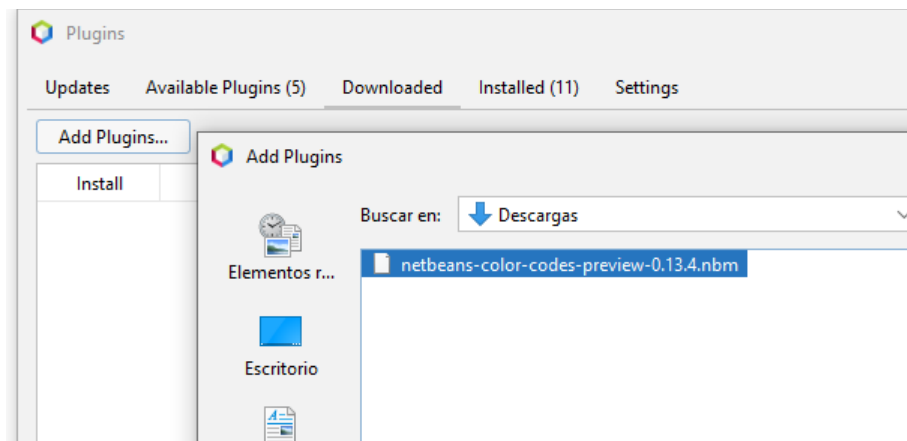 Plugins
Updates Available Plugins (5) Downloaded Installed (11) Settings
Add Plugins...
Add Plugins
Install
Buscar en: Descargas
netbeans-color-codes-preview-0.13.4.nbm
Elementos r...
Escritorio